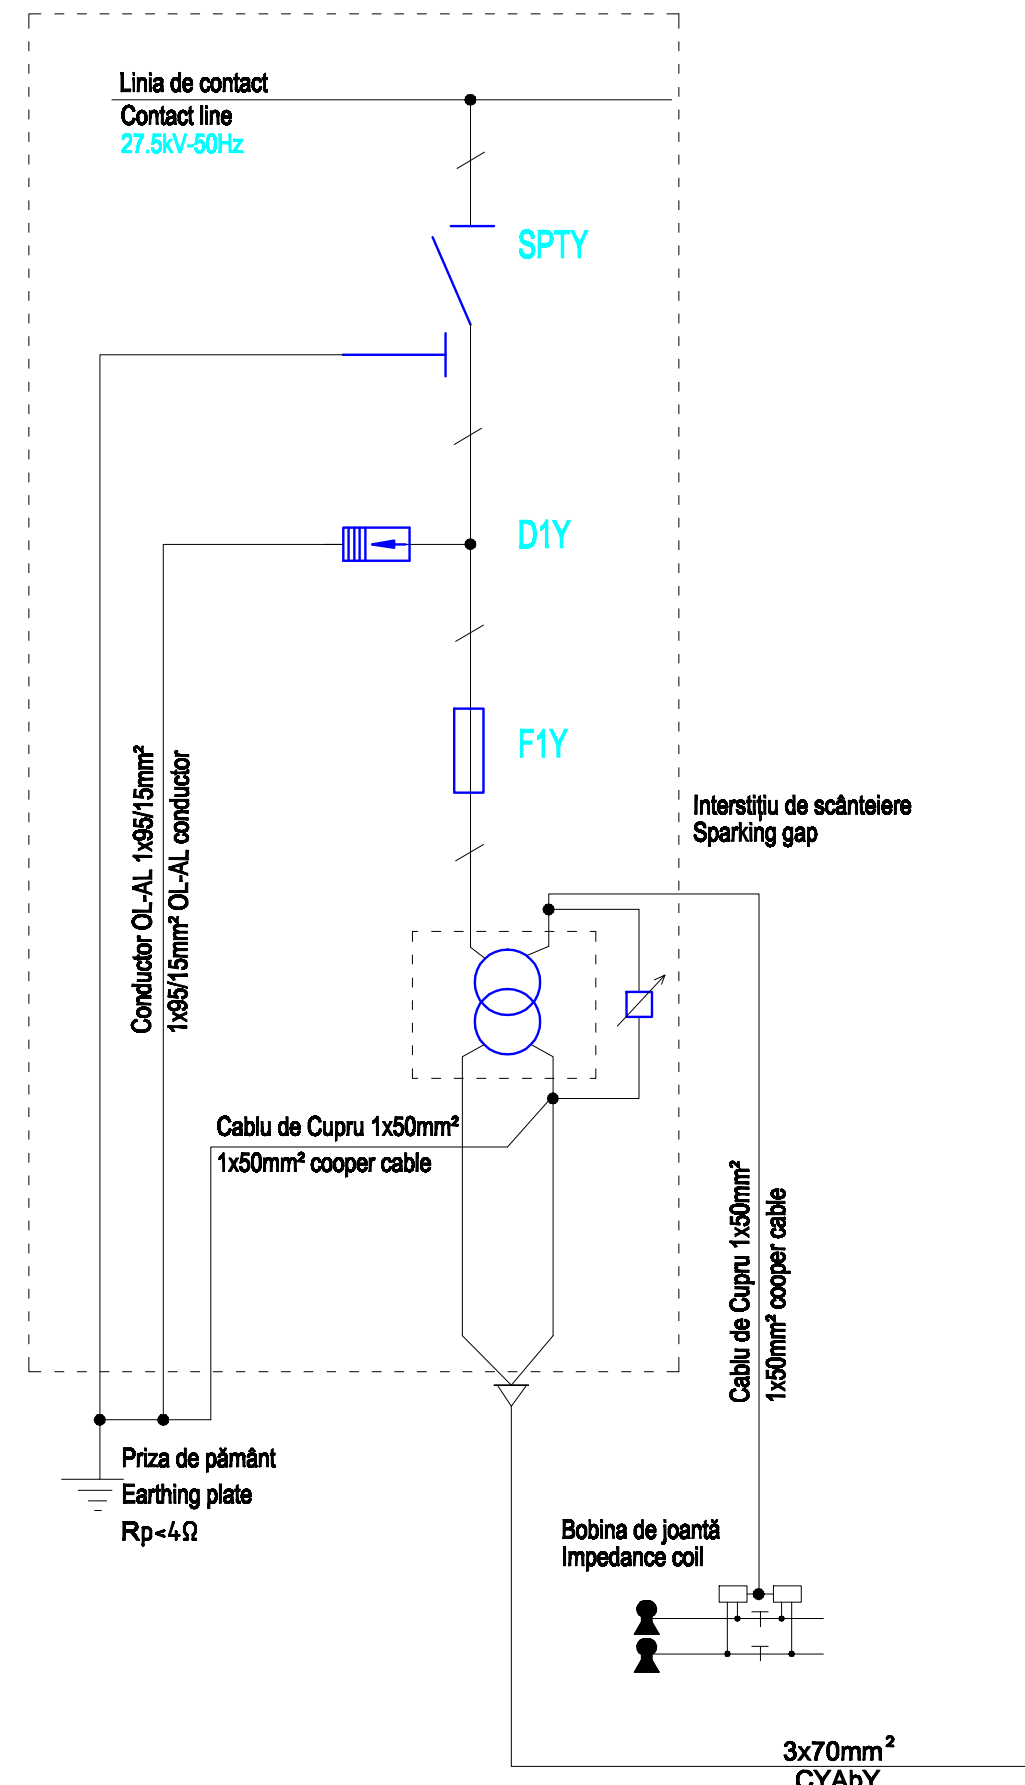 Linia de contact
Contact line
27.5kV-50Hz
SPTY
D1Y
F1Y
Conductor OL-AL 1x95/15mm²
1x95/15mm² OL-AL conductor
Interstițiu de scânteiere
Sparking gap
Cablu de Cupru 1x50mm²
1x50mm² cooper cable
Cablu de Cupru 1x50mm²
1x50mm² cooper cable
Priza de pământ
Earthing plate
Rp<4Ω
Bobina de joantă
Impedance coil
3x70mm²
CYAbY